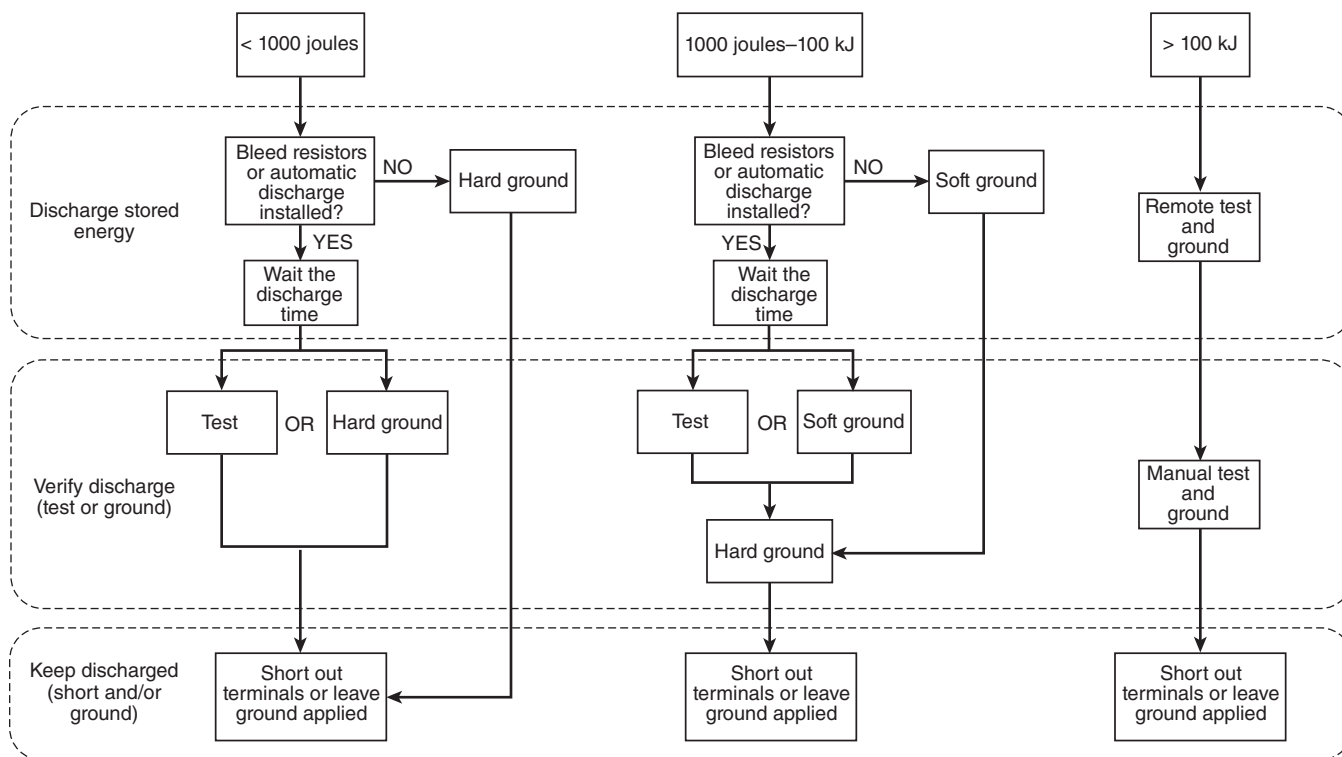 < 1000 joules
1000 joules–100 kJ
> 100 kJ
Discharge stored
energy
Bleed resistors
or automatic
discharge
installed?
NO
Hard ground
YES
Wait the
discharge
time
Bleed resistors
or automatic
discharge
installed?
NO
Soft ground
YES
Wait the
discharge
time
Remote test
and
ground
Verify discharge
(test or ground)
Test
OR
Hard ground
Test
OR
Soft ground
Hard ground
Manual test
and
ground
Keep discharged
(short and/or
ground)
Short out
terminals or leave
ground applied
Short out
terminals or leave
ground applied
Short out
terminals or leave
ground applied